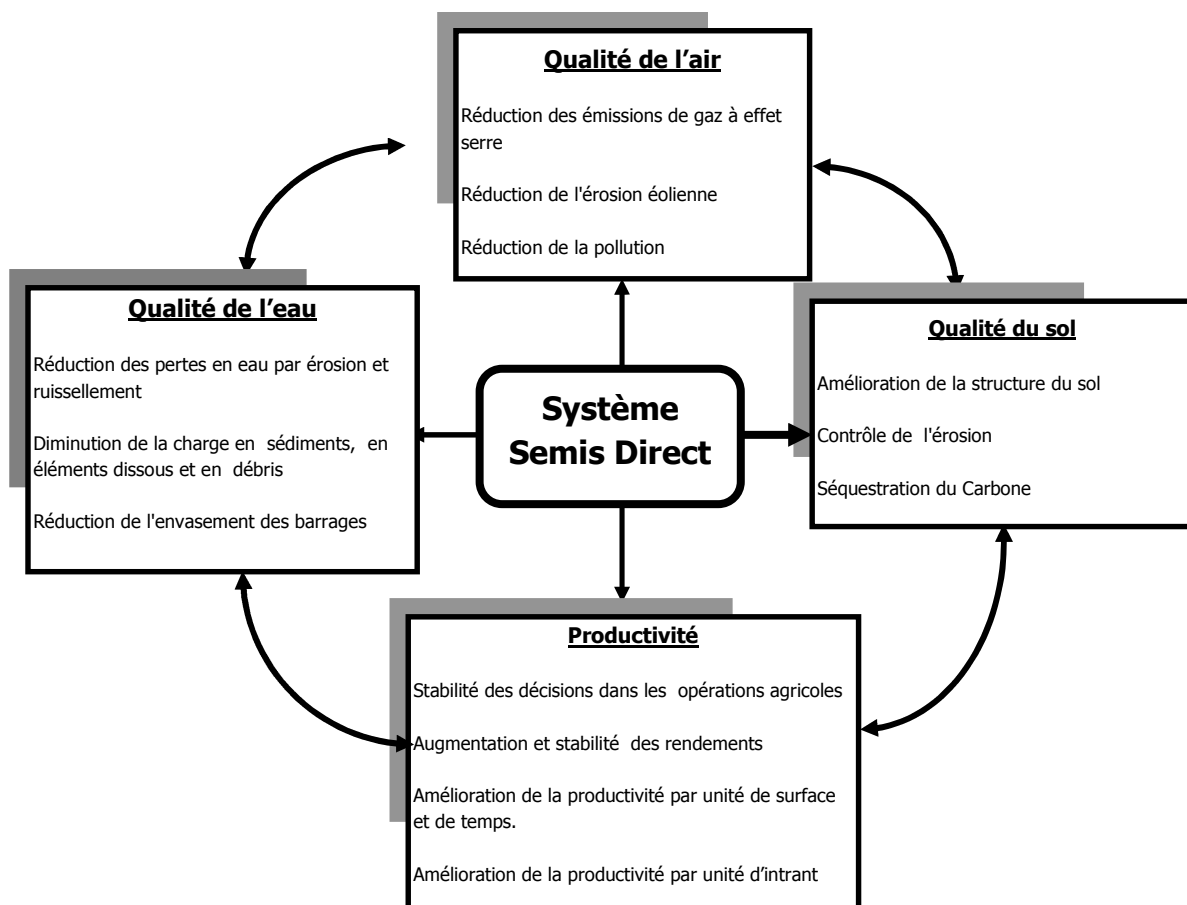 Qualité de l’air
Réduction des émissions de gaz à effet
serre
Réduction de l'érosion éolienne
Réduction de la pollution
Qualité de l’eau
Réduction des pertes en eau par érosion et
ruissellement
Diminution de la charge en sédiments, en
éléments dissous et en débris
Réduction de l'envasement des barrages
Système
Semis Direct
Qualité du sol
Amélioration de la structure du sol
Contrôle de l'érosion
Séquestration du Carbone
Productivité
Stabilité des décisions dans les opérations agricoles
Augmentation et stabilité des rendements
Amélioration de la productivité par unité de surface
et de temps.
Amélioration de la productivité par unité d’intrant